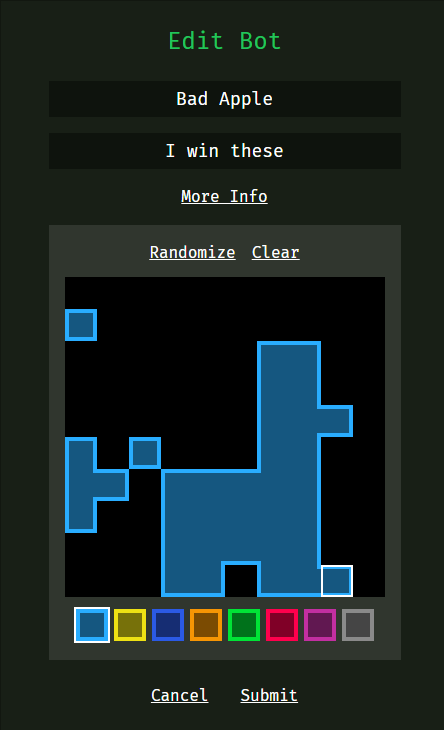 Edit Bot
Bad Apple
I win these
More Info
Randomize Clear
Cancel Submit